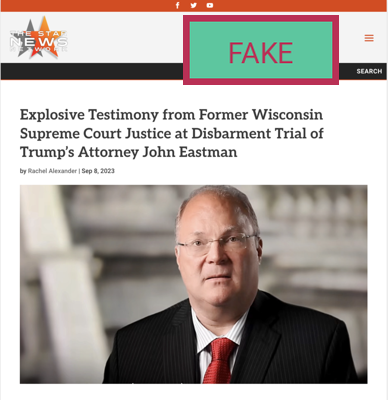 THE STAR
NEWS
NETWORK
FAKE
SEARCH
Explosive Testimony from Former Wisconsin
Supreme Court Justice at Disbarment Trial of
Trump's Attorney John Eastman
by Rachel Alexander | Sep 8, 2023